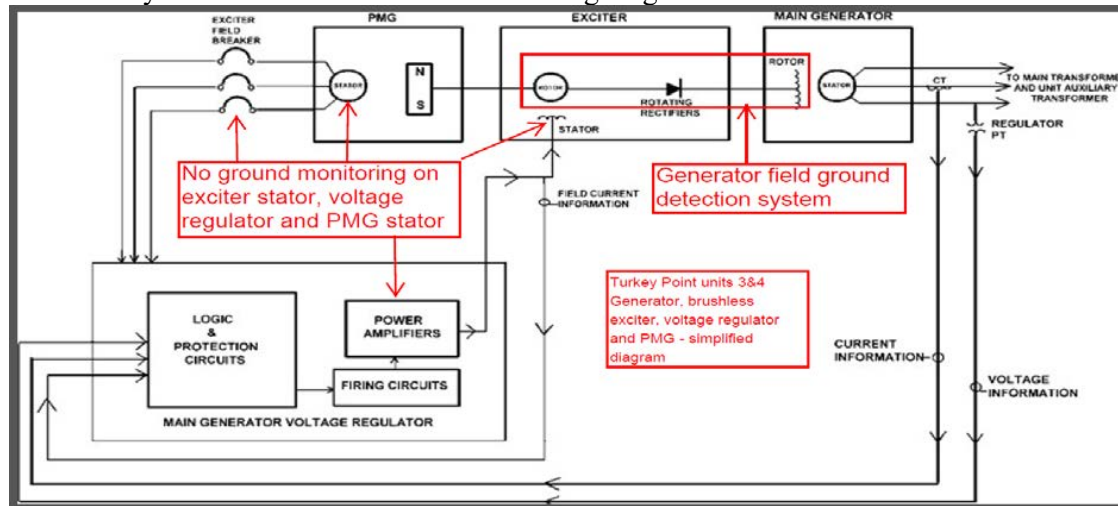 PMG
EXCITER
MAIN GENERATOR
EXCITER
FIELD
BREAKER
N
S
STATOR
ROTOR
ROTATING
RECTIFIERS
ROTOR
STATOR
CT
TO MAIN TRANSFORME
AND UNIT AUXILIARY
TRANSFORMER
REGULATOR
PT
STATOR
No ground monitoring on
exciter stator, voltage
regulator and PMG stator
Generator field ground
detection system
FIELD CURRENT
INFORMATION
Turkey Point units 3&4
Generator, brushless
exciter, voltage regulator
and PMG - simplified
diagram
LOGIC
&
PROTECTION
CIRCUITS
POWER
AMPLIFIERS
FIRING CIRCUITS
MAIN GENERATOR VOLTAGE REGULATOR
CURRENT
INFORMATION
VOLTAGE
INFORMATION